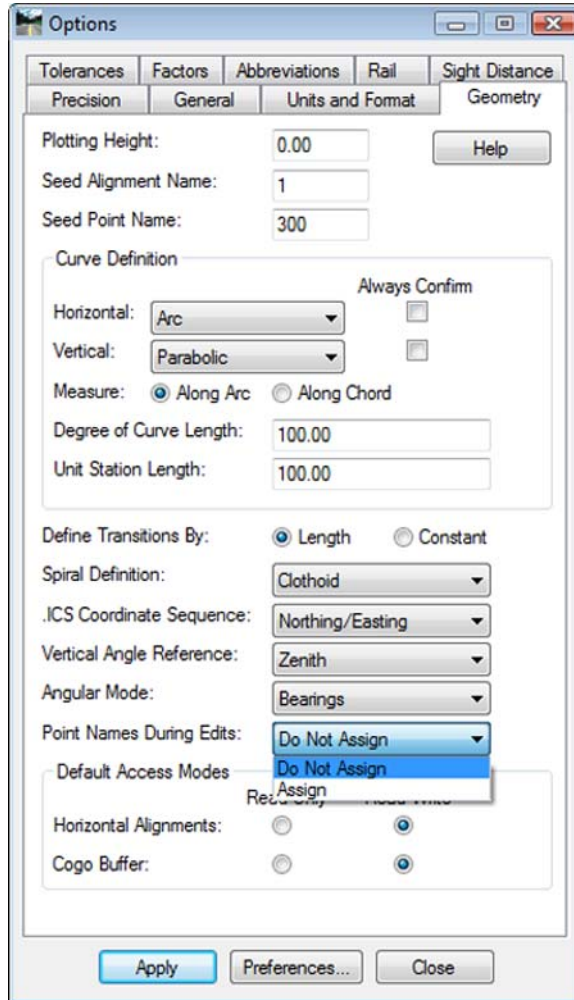 Options
Tolerances Factors Abbreviations Rail Sight Distance
Precision General Units and Format Geometry
Plotting Height: 0.00 Help
Seed Alignment Name: 1
Seed Point Name: 300
Curve Definition
Always Confirm
Horizontal: Arc
Vertical: Parabolic
Measure: Along Arc Along Chord
Degree of Curve Length: 100.00
Unit Station Length: 100.00
Define Transitions By: Length Constant
Spiral Definition: Clothoid
.ICS Coordinate Sequence: Northing/Easting
Vertical Angle Reference: Zenith
Angular Mode: Bearings
Point Names During Edits: Do Not Assign
Default Access Modes Do Not Assign
Assign
Horizontal Alignments:
Cogo Buffer:
Apply Preferences... Close